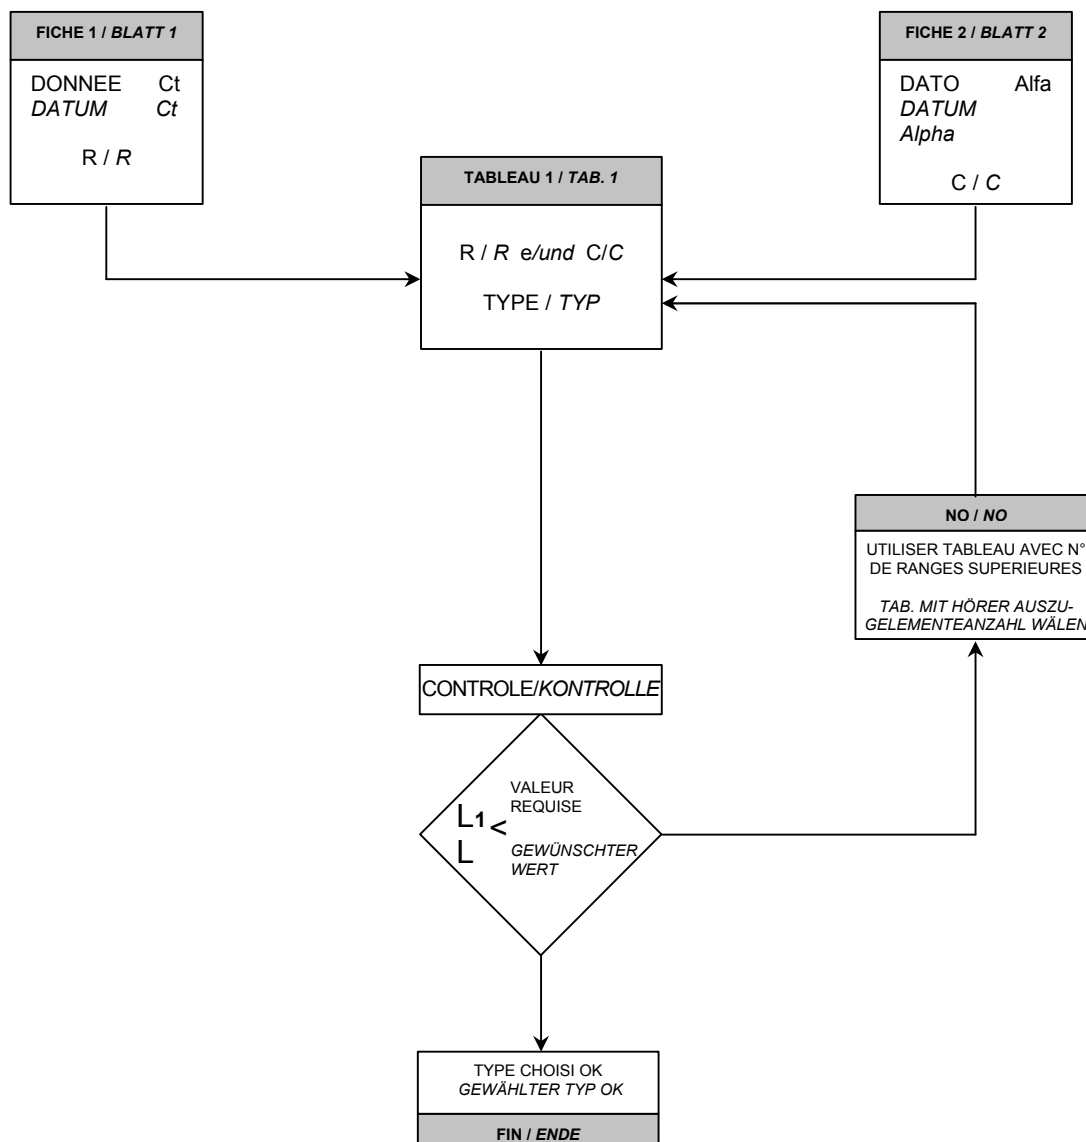 FICHE 1 / BLATT 1
DONNEE Ct
DATUM Ct
R / R
FICHE 2 / BLATT 2
DATO Alfa
DATUM
Alpha
C / C
TABLEAU 1 / TAB. 1
R / R e/und C/C
TYPE / TYP
NO / NO
UTILISER TABLEAU AVEC N°
DE RANGES SUPERIEURES
TAB. MIT HÖRER AUSZU-
GELEMENTEANZAHL WÄLEN
CONTROLE/KONTROLLE
VALEUR
REQUISE
L1 <
L
GEWÜNSCHTER
WERT
TYPE CHOISI OK
GEWÄHLTER TYP OK
FIN / ENDE